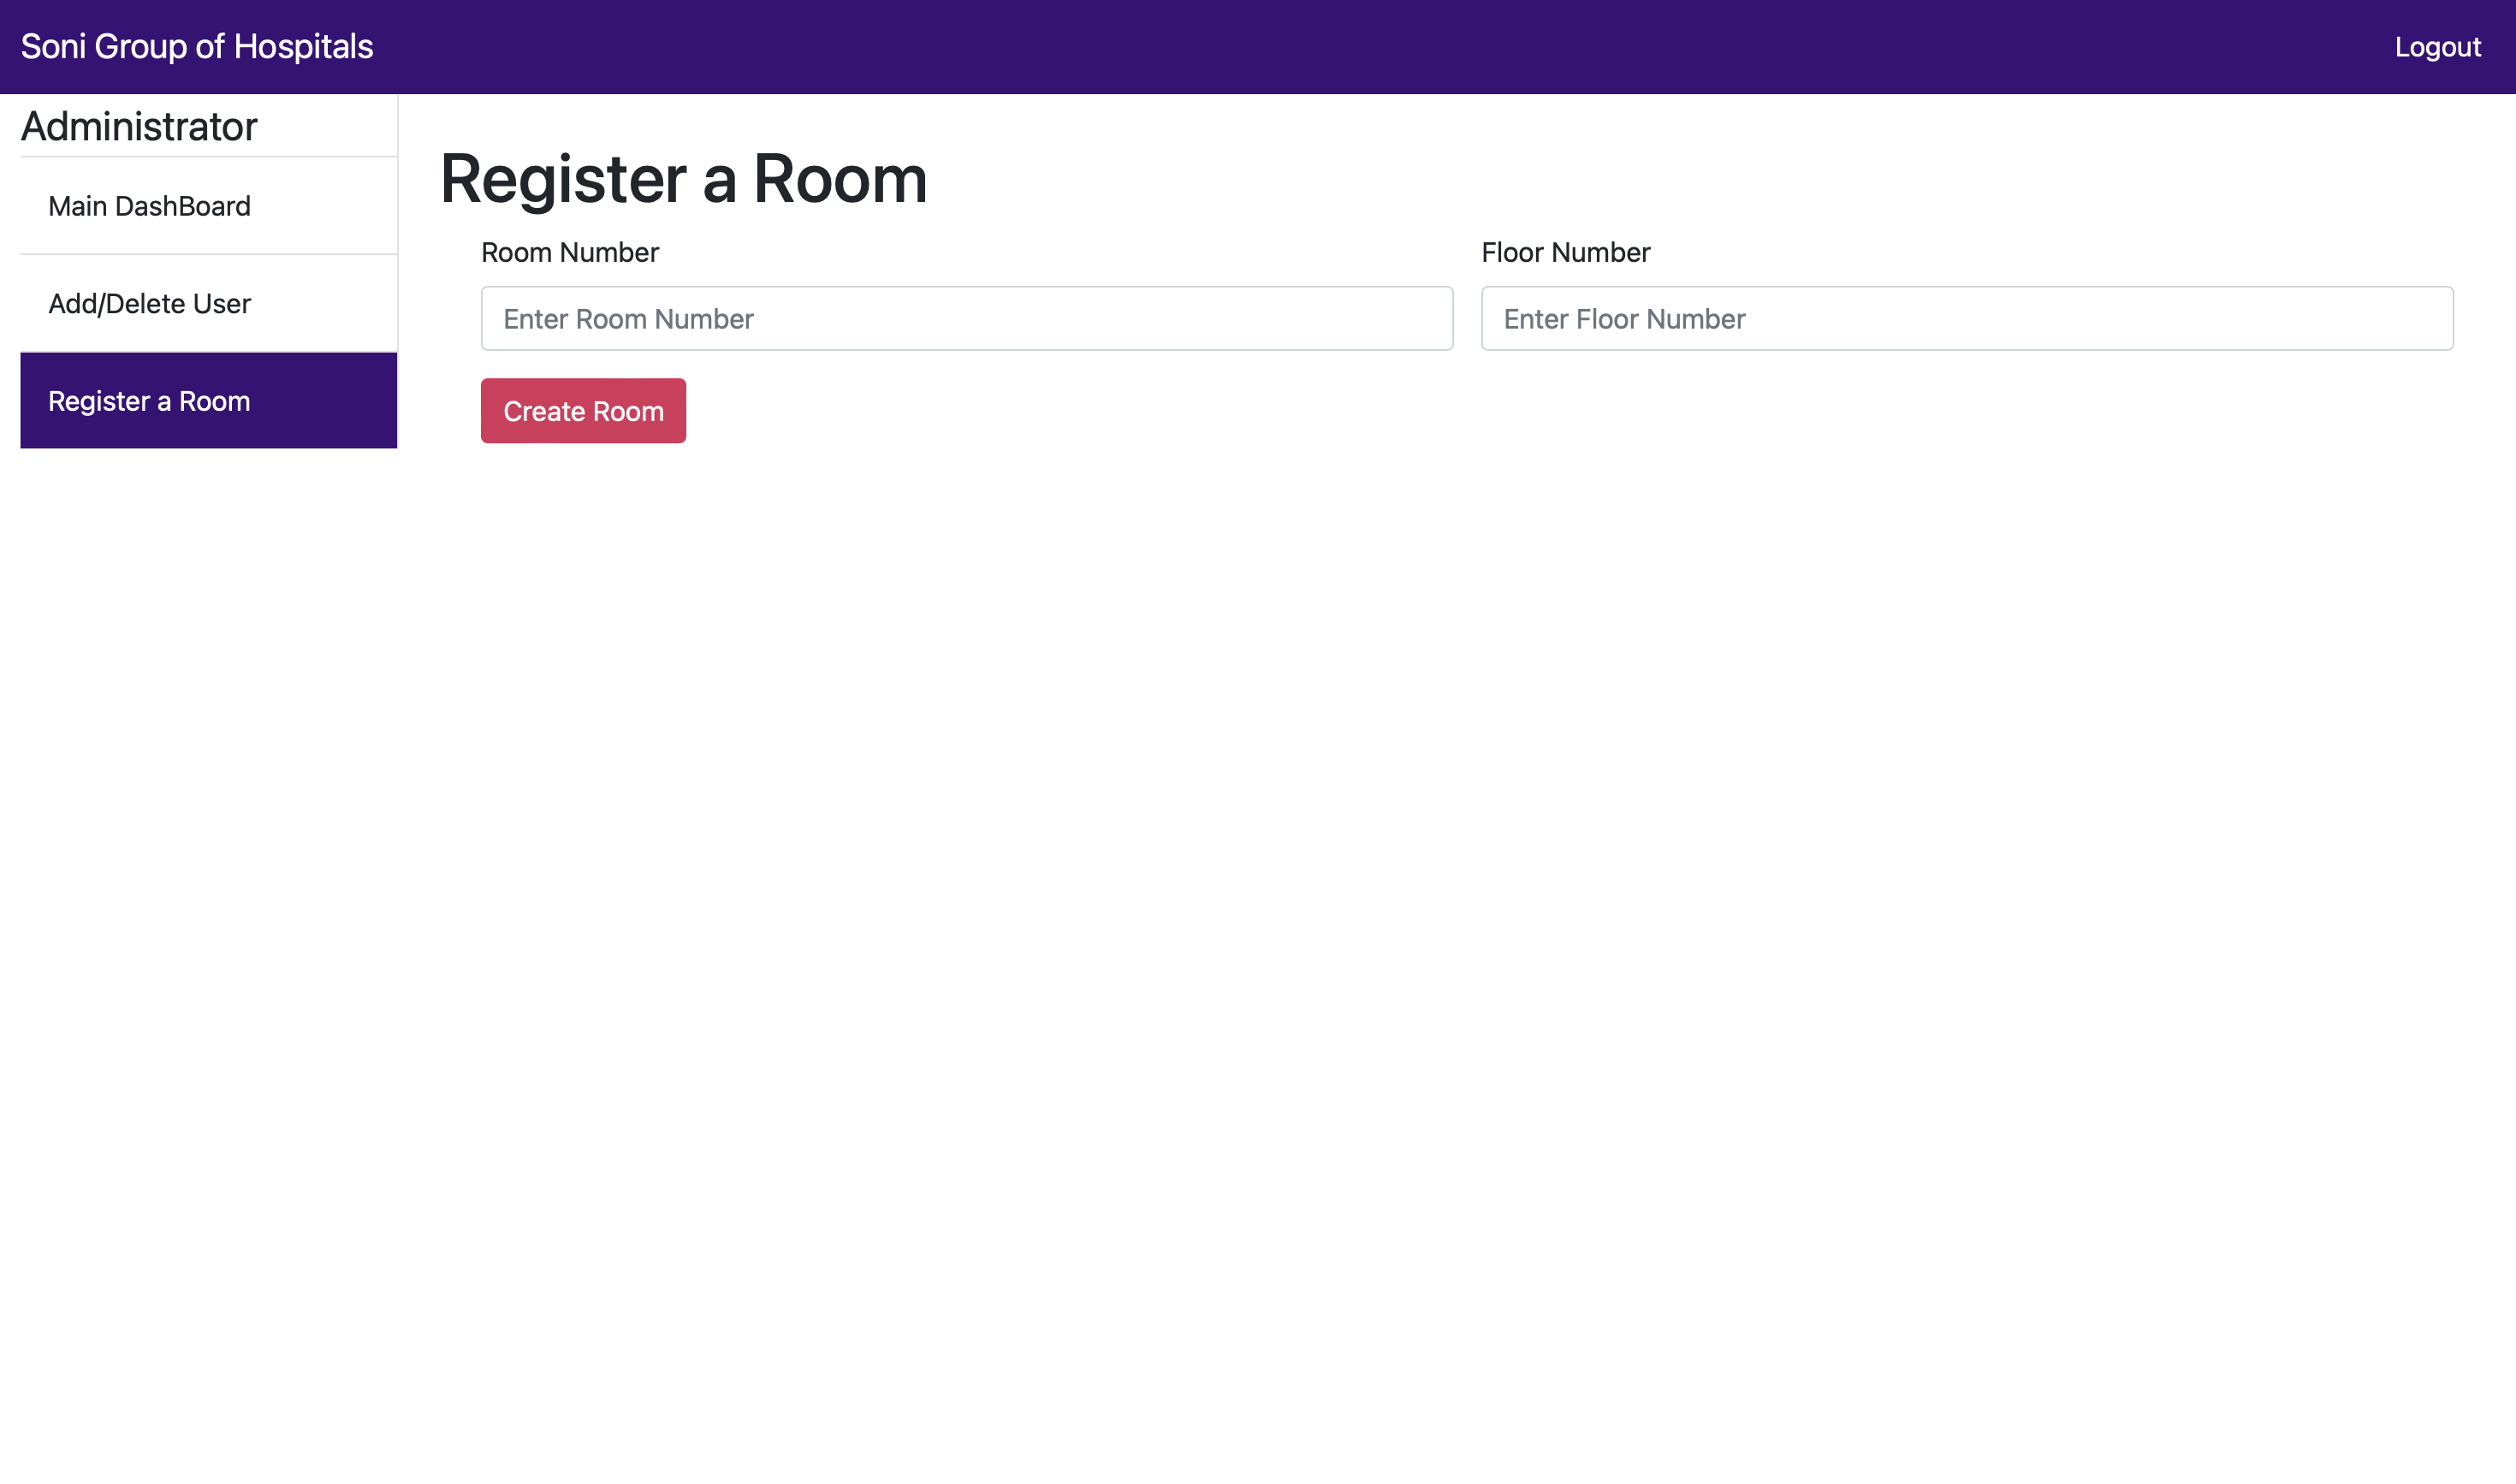 Soni Group of Hospitals
Logout
Administrator
Main DashBoard
Add/Delete User
Register a Room
Register a Room
Room Number
Floor Number
Enter Room Number
Enter Floor Number
Create Room